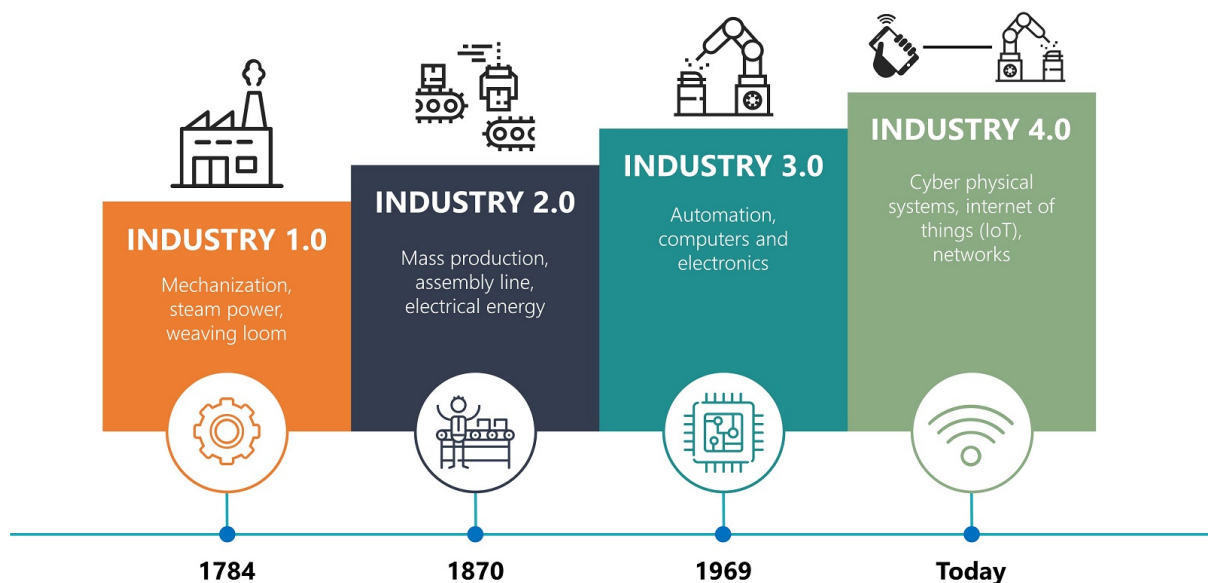 INDUSTRY 1.0
Mechanization,
steam power,
weaving loom
INDUSTRY 2.0
Mass production,
assembly line,
electrical energy
INDUSTRY 3.0
Automation,
computers and
electronics
INDUSTRY 4.0
Cyber physical
systems, internet of
things (IoT),
networks
1784
1870
1969
Today